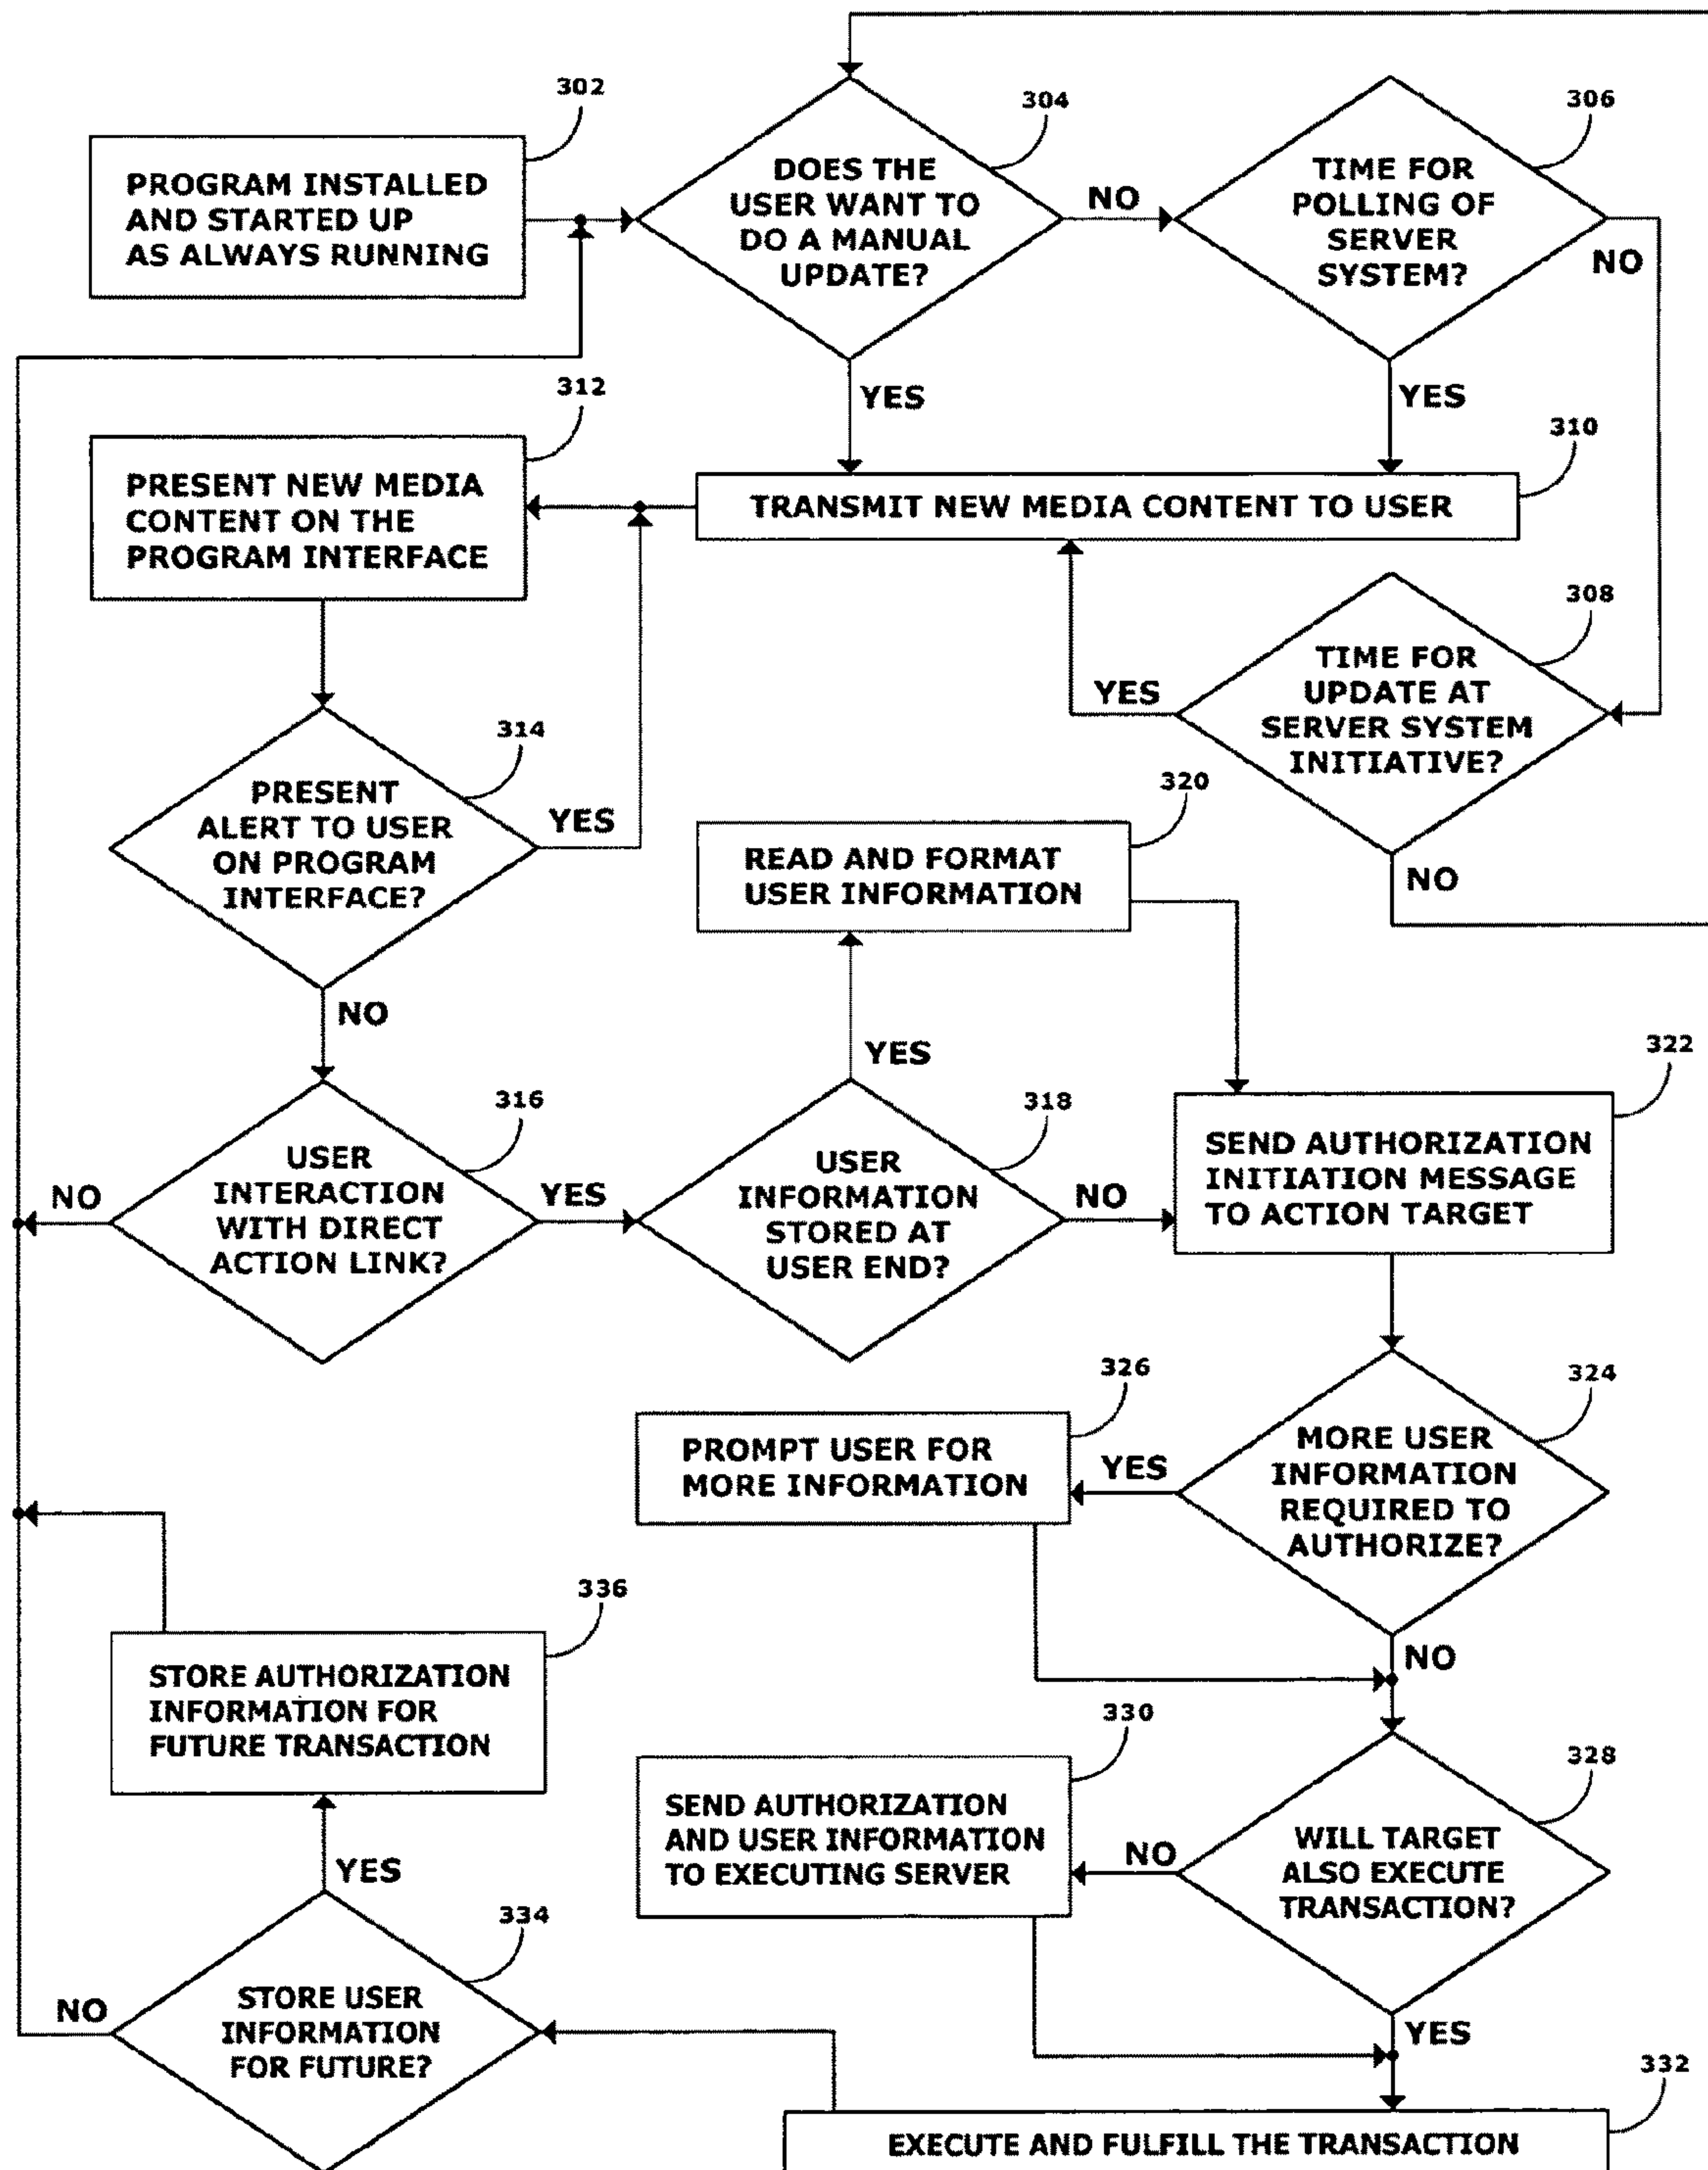 302
PROGRAM INSTALLED
AND STARTED UP
AS ALWAYS RUNNING
304
DOES THE
USER WANT TO
DO A MANUAL
UPDATE?
NO
YES
306
TIME FOR
POLLING OF
SERVER
SYSTEM?
NO
YES
312
PRESENT NEW MEDIA
CONTENT ON THE
PROGRAM INTERFACE
310
TRANSMIT NEW MEDIA CONTENT TO USER
308
TIME FOR
UPDATE AT
SERVER SYSTEM
INITIATIVE?
YES
NO
314
PRESENT
ALERT TO USER
ON PROGRAM
INTERFACE?
YES
NO
320
READ AND FORMAT
USER INFORMATION
316
USER
INTERACTION
WITH DIRECT
ACTION LINK?
NO
YES
318
USER
INFORMATION
STORED AT
USER END?
YES
NO
322
SEND AUTHORIZATION
INITIATION MESSAGE
TO ACTION TARGET
326
PROMPT USER FOR
MORE INFORMATION
324
MORE USER
INFORMATION
REQUIRED TO
AUTHORIZE?
YES
NO
336
STORE AUTHORIZATION
INFORMATION FOR
FUTURE TRANSACTION
330
SEND AUTHORIZATION
AND USER INFORMATION
TO EXECUTING SERVER
328
WILL TARGET
ALSO EXECUTE
TRANSACTION?
NO
YES
334
STORE USER
INFORMATION
FOR FUTURE?
YES
NO
332
EXECUTE AND FULFILL THE TRANSACTION